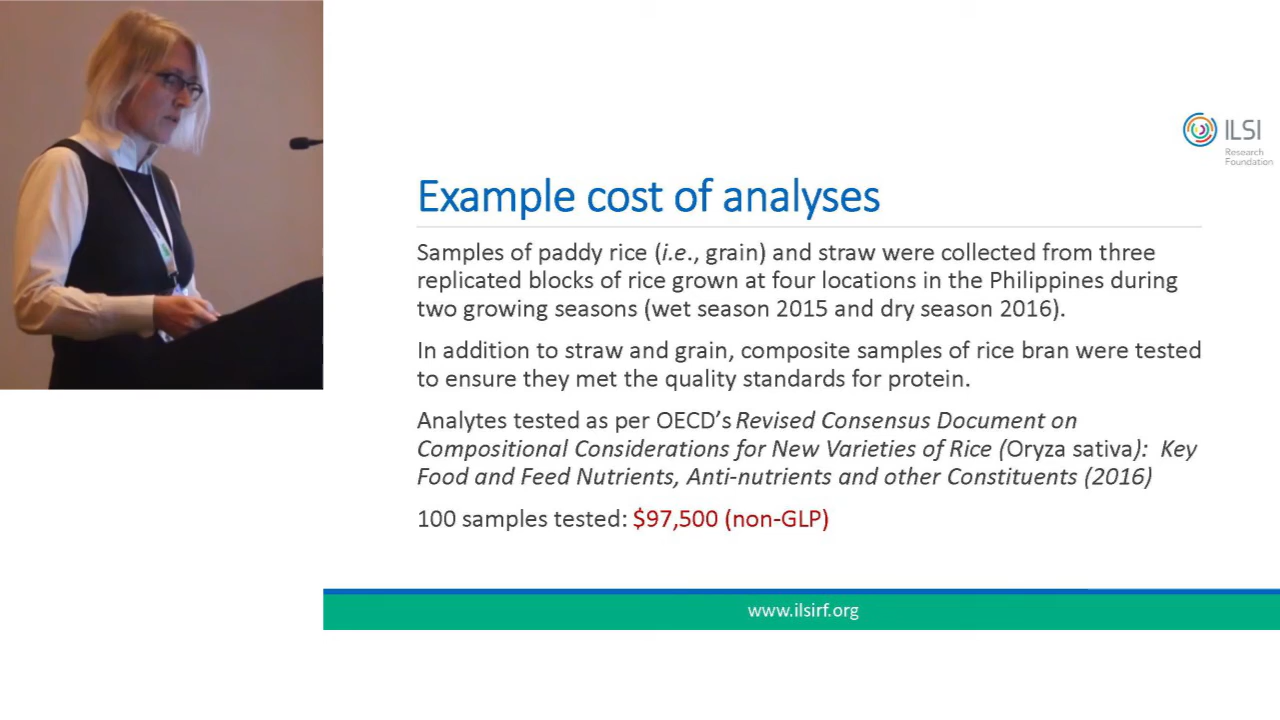 ILSI
Research
Foundation
Example cost of analyses
Samples of paddy rice (i.e., grain) and straw were collected from three
replicated blocks of rice grown at four locations in the Philippines during
two growing seasons (wet season 2015 and dry season 2016).
In addition to straw and grain, composite samples of rice bran were tested
to ensure they met the quality standards for protein.
Analytes tested as per OECD's Revised Consensus Document on
Compositional Considerations for New Varieties of Rice (Oryza sativa): Key
Food and Feed Nutrients, Anti-nutrients and other Constituents (2016)
100 samples tested: $97,500 (non-GLP)
www.ilsirf.org